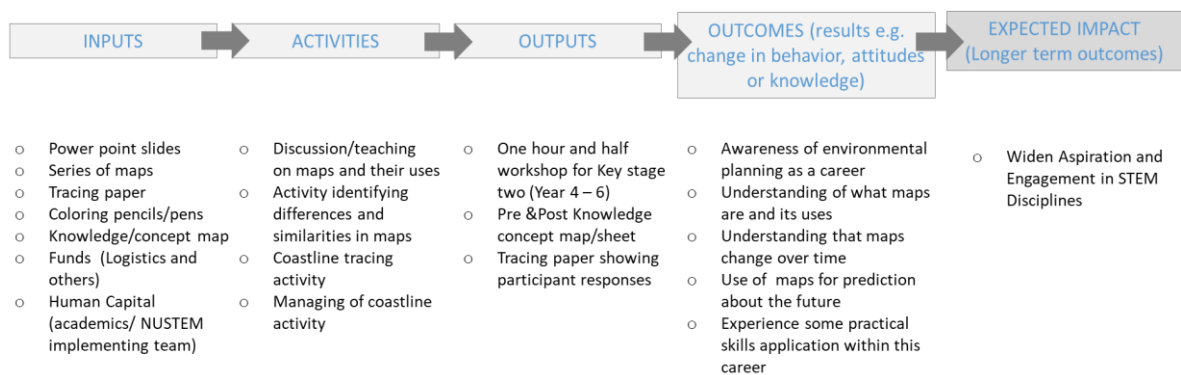 INPUTS
ACTIVITIES
OUTPUTS
OUTCOMES (results e.g.
change in behavior, attitudes
or knowledge)
EXPECTED IMPACT
(Longer term outcomes)
o Power point slides
o Series of maps
o Tracing paper
o Coloring pencils/pens
o Knowledge/concept map
o Funds (Logistics and
others)
o Human Capital
(academics/ NUSTEM
implementing team)
o Discussion/teaching
on maps and their uses
o Activity identifying
differences and
similarities in maps
o Coastline tracing
activity
o Managing of coastline
activity
o One hour and half
workshop for Key stage
two (Year 4 – 6)
o Pre &Post Knowledge
concept map/sheet
o Tracing paper showing
participant responses
o Awareness of environmental
planning as a career
o Understanding of what maps
are and its uses
o Understanding that maps
change over time
o Use of maps for prediction
about the future
o Experience some practical
skills application within this
career
o Widen Aspiration and
Engagement in STEM
Disciplines